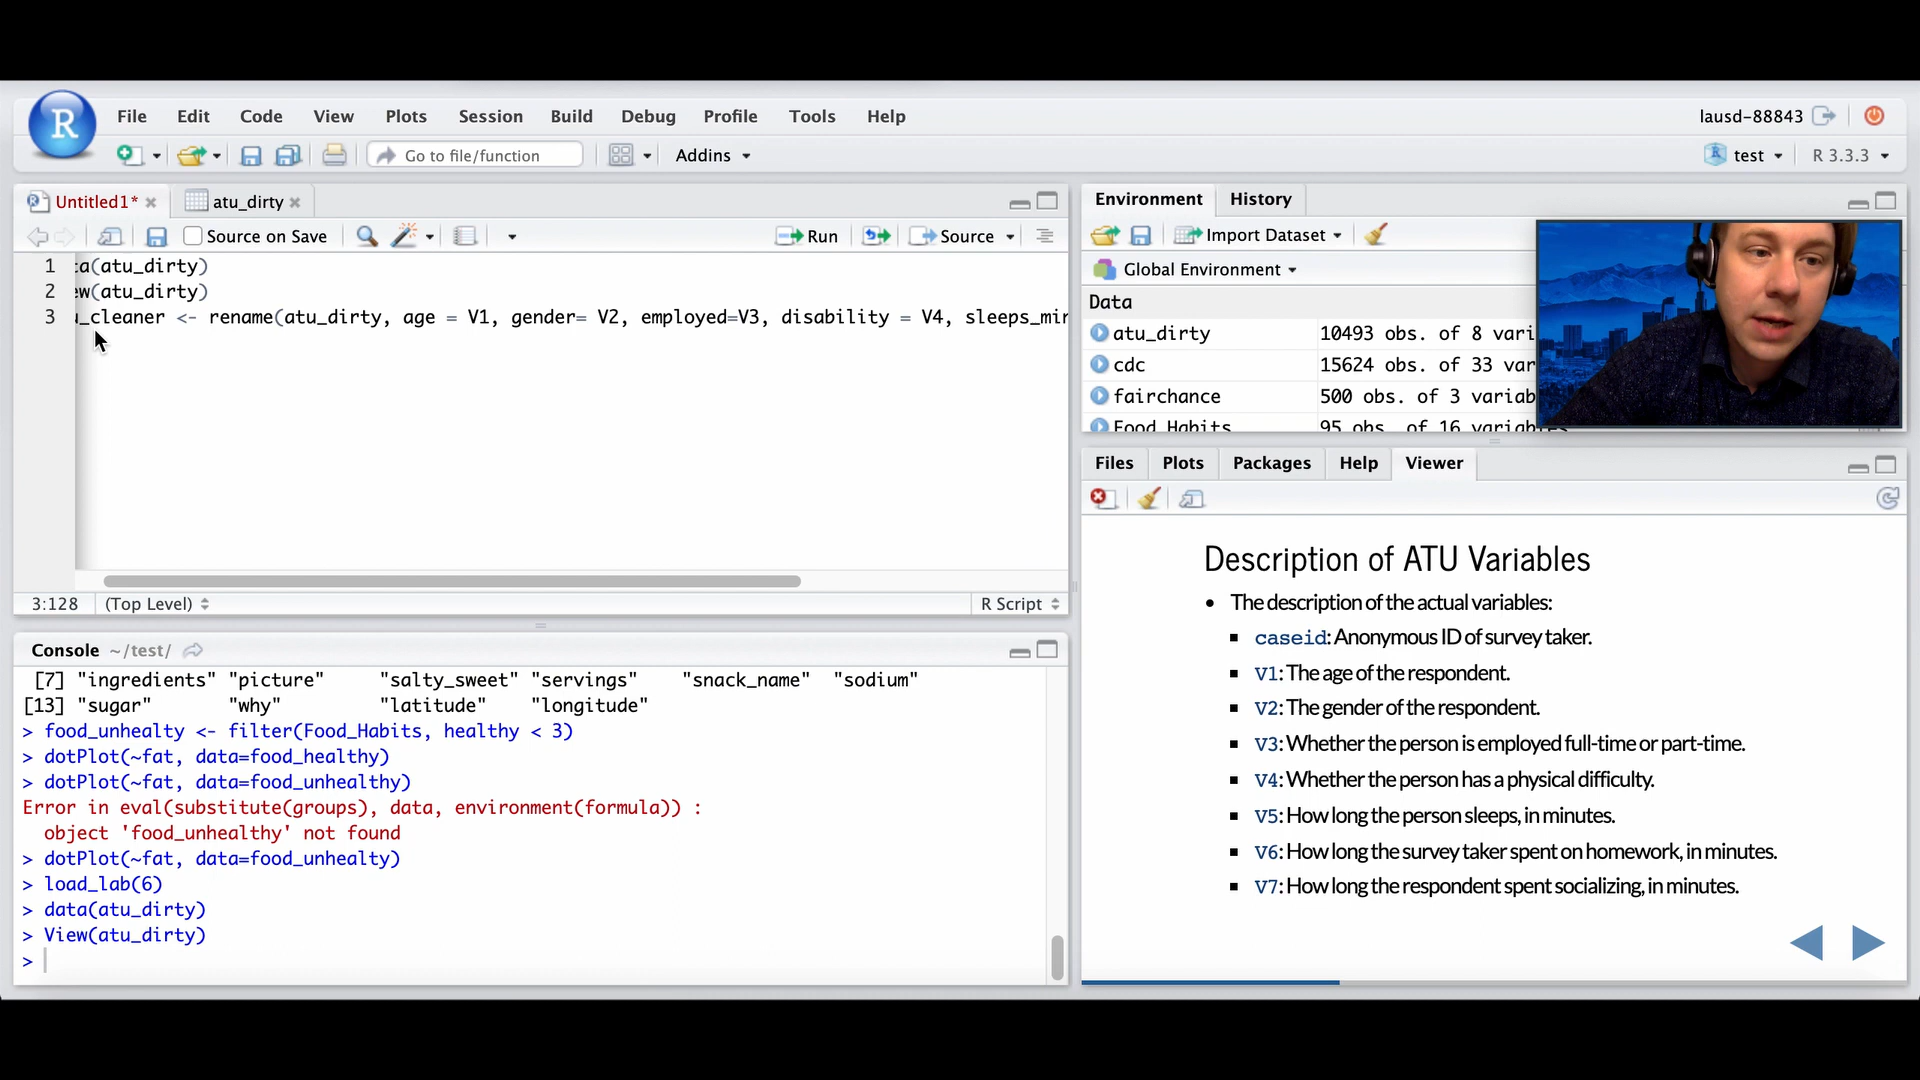 R
File Edit Code View Plots Session Build Debug Profile Tools Help
lausd-88843
Go to file/function
Addins
test
R 3.3.3
Untitled1*
atu_dirty
Source on Save
Run
Source
1 ta(atu_dirty)
2 ew(atu_dirty)
3 u_cleaner <- rename(atu_dirty, age = V1, gender= V2, employed=V3, disability = V4, sleeps_mi
3:128
(Top Level)
R Script
Console ~/test/
[7] "ingredients" "picture" "salty_sweet" "servings" "snack_name" "sodium"
[13] "sugar" "why" "latitude" "longitude"
> food_unhealty <- filter(Food_Habits, healthy < 3)
> dotPlot(~fat, data=food_healthy)
> dotPlot(~fat, data=food_unhealthy)
Error in eval(substitute(groups), data, environment(formula)) :
object 'food_unhealthy' not found
> dotPlot(~fat, data=food_unhealty)
> load_lab(6)
> data(atu_dirty)
> View(atu_dirty)
>
Environment
History
Import Dataset
Global Environment
Data
atu_dirty 10493 obs. of 8 vari
cdc 15624 obs. of 33 var
fairchance 500 obs. of 3 variab
Food_Habits 95 obs. of 16 variables
Files
Plots
Packages
Help
Viewer
Description of ATU Variables
• The description of the actual variables:
▪ caseid: Anonymous ID of survey taker.
▪ V1: The age of the respondent.
▪ V2: The gender of the respondent.
▪ V3: Whether the person is employed full-time or part-time.
▪ V4: Whether the person has a physical difficulty.
▪ V5: How long the person sleeps, in minutes.
▪ V6: How long the survey taker spent on homework, in minutes.
▪ V7: How long the respondent spent socializing, in minutes.